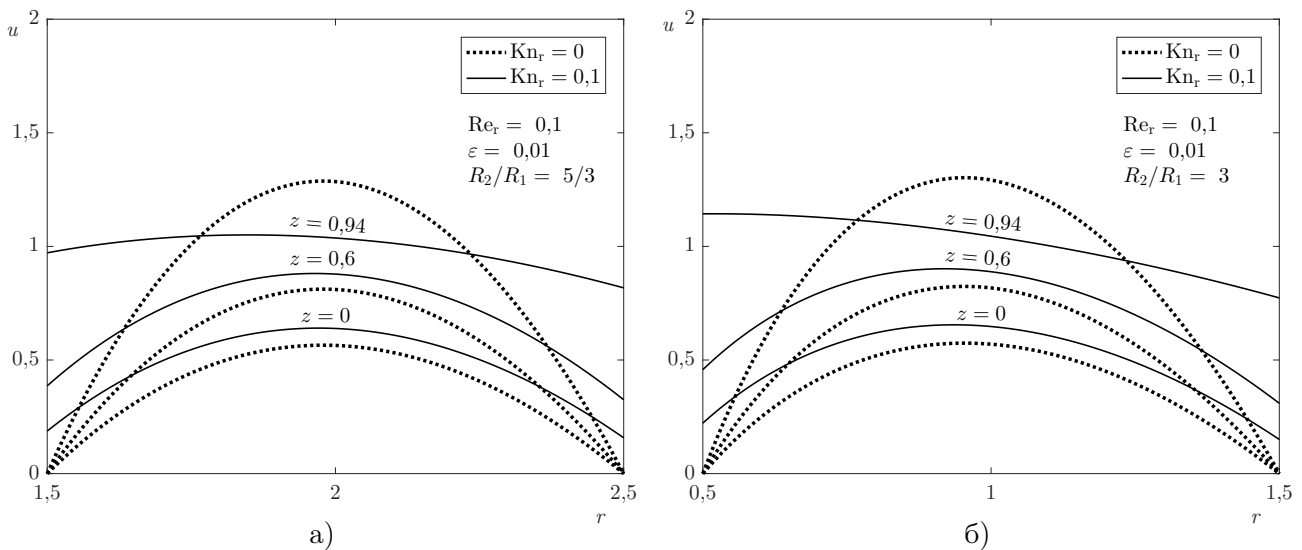 u
2
1,5
1
0,5
0
Kn_r = 0
Kn_r = 0,1
Re_r = 0,1
ε = 0,01
R_2/R_1 = 5/3
z = 0,94
z = 0,6
z = 0
1,5
2
2,5
r
а)
u
2
1,5
1
0,5
0
Kn_r = 0
Kn_r = 0,1
Re_r = 0,1
ε = 0,01
R_2/R_1 = 3
z = 0,94
z = 0,6
z = 0
0,5
1
1,5
r
б)